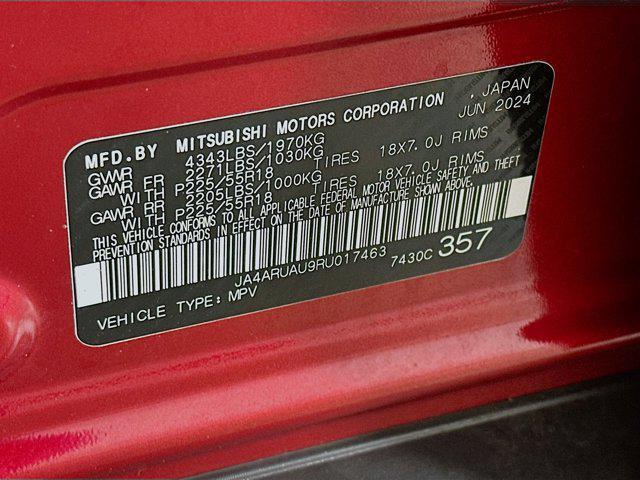 MFD.BY MITSUBISHI MOTORS CORPORATION , JAPAN
GWWR 4343LBS/1970KG JUN 2024
GAWR FR 2271LBS/1030KG
WITH P225/55R18 TIRES 18X7.0J RIMS
GAWR RR 2205LBS/1000KG
WITH P225/55R18 TIRES 18X7.0J RIMS
THIS VEHICLE CONFORMS TO ALL APPLICABLE FEDERAL MOTOR VEHICLE SAFETY AND THEFT
PREVENTION STANDARDS IN EFFECT ON THE DATE OF MANUFACTURE SHOWN ABOVE.
JA4ARUAU9RU017463 7430C 357
VEHICLE TYPE: MPV